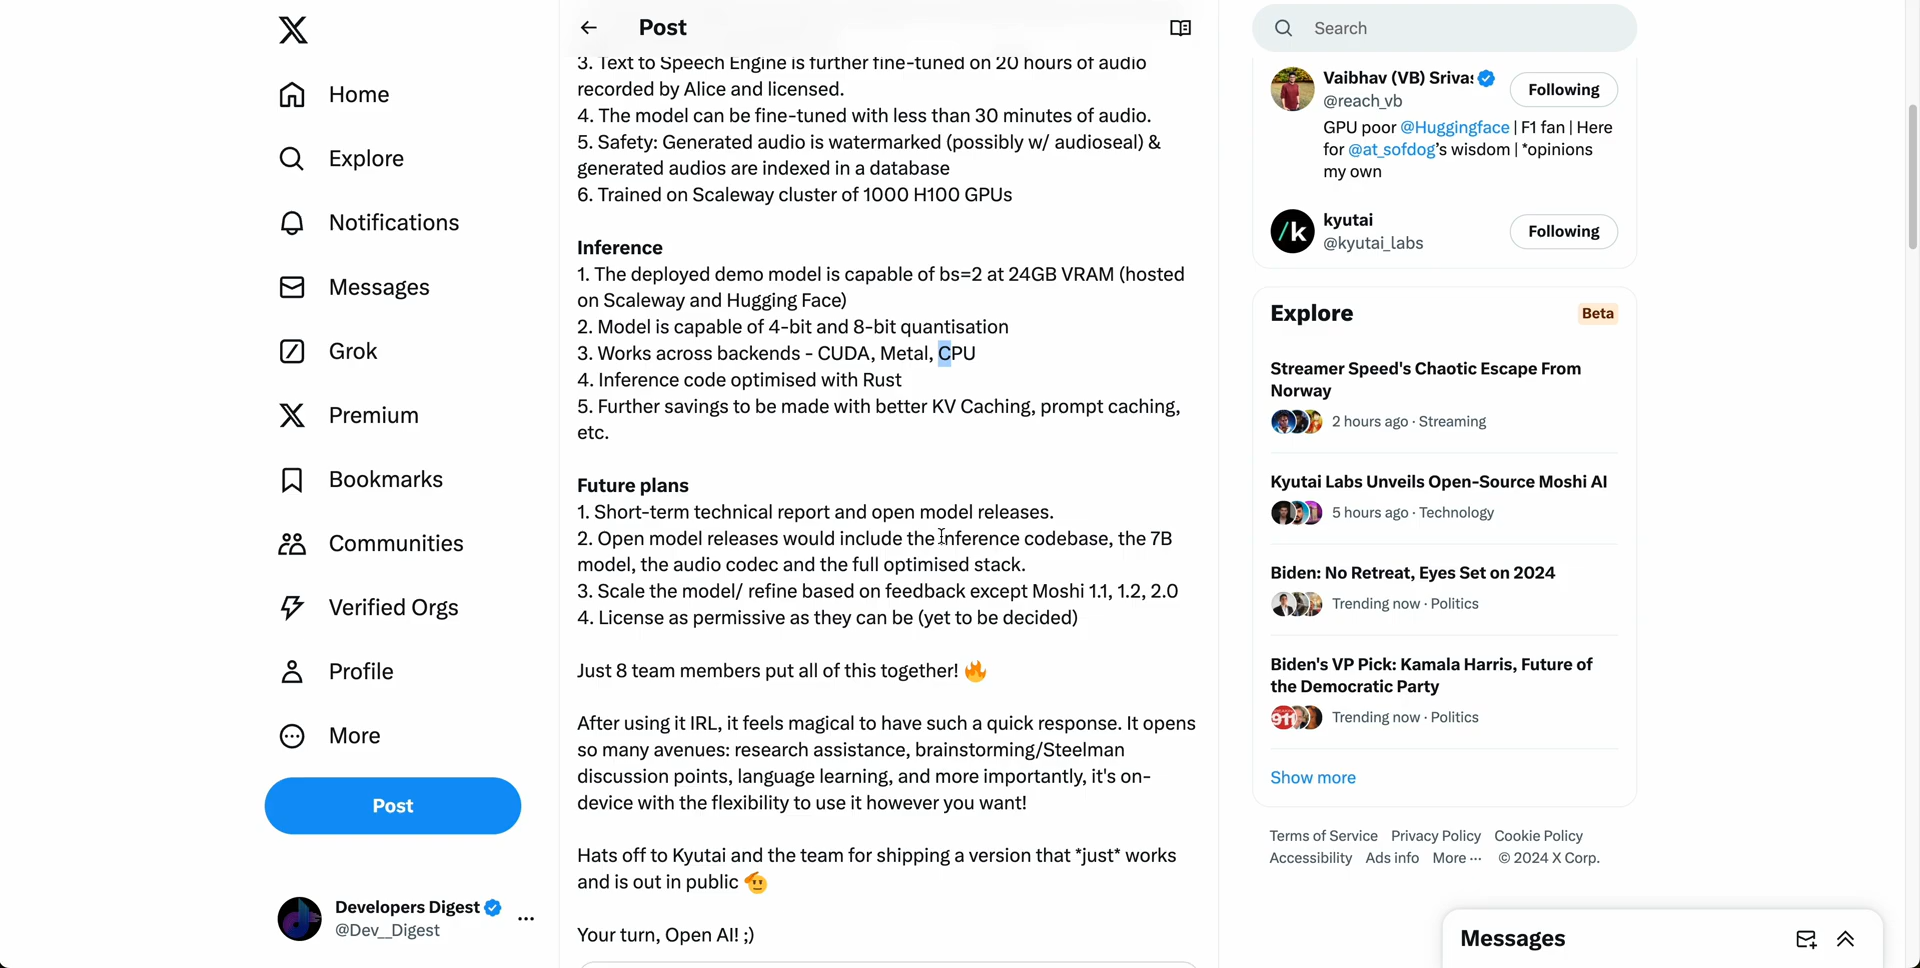 Home
Explore
Notifications
Messages
Grok
Premium
Bookmarks
Communities
Verified Orgs
Profile
More
Post
Developers Digest
@Dev__Digest
Post
3. Text to Speech Engine is further fine-tuned on 20 hours of audio
recorded by Alice and licensed.
4. The model can be fine-tuned with less than 30 minutes of audio.
5. Safety: Generated audio is watermarked (possibly w/ audioseal) &
generated audios are indexed in a database
6. Trained on Scaleway cluster of 1000 H100 GPUs
Inference
1. The deployed demo model is capable of bs=2 at 24GB VRAM (hosted
on Scaleway and Hugging Face)
2. Model is capable of 4-bit and 8-bit quantisation
3. Works across backends - CUDA, Metal, CPU
4. Inference code optimised with Rust
5. Further savings to be made with better KV Caching, prompt caching,
etc.
Future plans
1. Short-term technical report and open model releases.
2. Open model releases would include the inference codebase, the 7B
model, the audio codec and the full optimised stack.
3. Scale the model/ refine based on feedback except Moshi 1.1, 1.2, 2.0
4. License as permissive as they can be (yet to be decided)
Just 8 team members put all of this together! 🔥
After using it IRL, it feels magical to have such a quick response. It opens
so many avenues: research assistance, brainstorming/Steelman
discussion points, language learning, and more importantly, it's on-
device with the flexibility to use it however you want!
Hats off to Kyutai and the team for shipping a version that *just* works
and is out in public 🫡
Your turn, Open AI! ;)
Search
Vaibhav (VB) Srivas
@reach_vb
Following
GPU poor @Huggingface | F1 fan | Here
for @at_sofdog's wisdom | *opinions
my own
/k
kyutai
@kyutai_labs
Following
Explore
Beta
Streamer Speed's Chaotic Escape From
Norway
2 hours ago · Streaming
Kyutai Labs Unveils Open-Source Moshi AI
5 hours ago · Technology
Biden: No Retreat, Eyes Set on 2024
Trending now · Politics
Biden's VP Pick: Kamala Harris, Future of
the Democratic Party
911
Trending now · Politics
Show more
Terms of Service Privacy Policy Cookie Policy
Accessibility Ads info More ··· © 2024 X Corp.
Messages